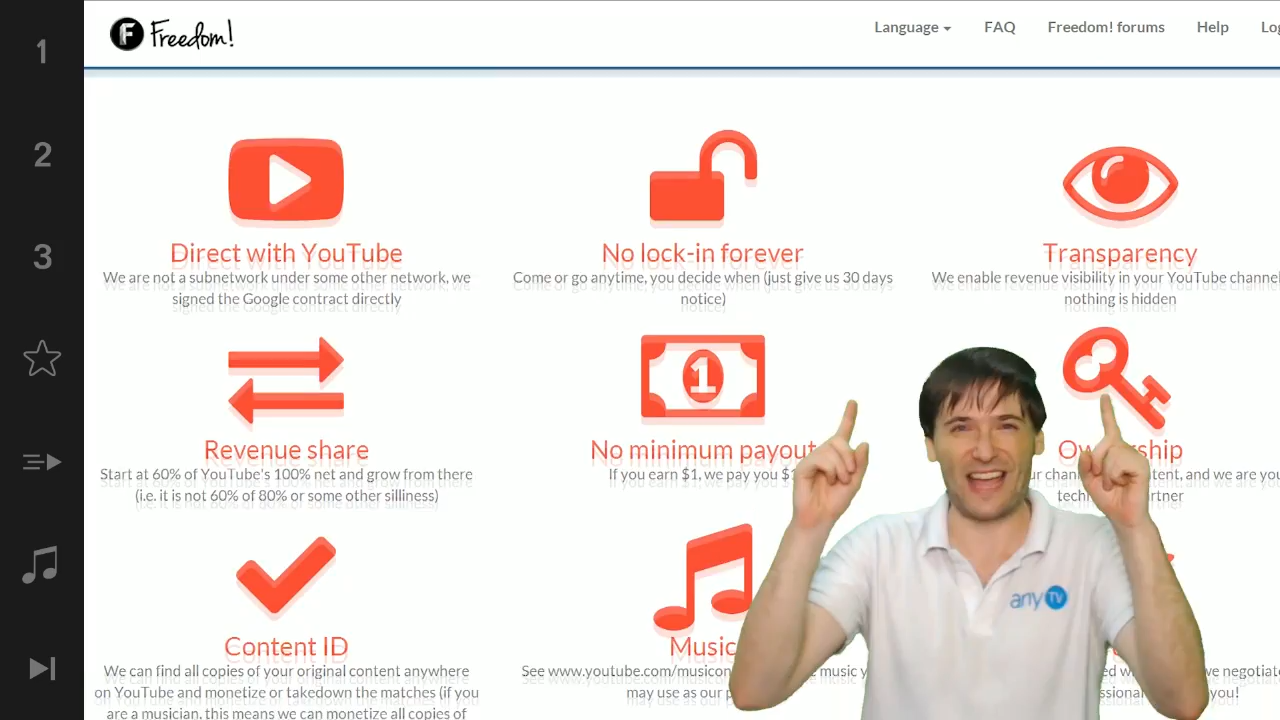 1
2
3
F Freedom!
Language FAQ Freedom! forums Help
Direct with YouTube
We are not a subnetwork under some other network, we
signed the Google contract directly
No lock-in forever
Come or go anytime, you decide when (just give us 30 days
notice)
Transparency
We enable revenue visibility in your YouTube channel
nothing is hidden
Revenue share
Start at 60% of YouTube's 100% net and grow from there
(i.e. it is not 60% of 80% or some other silliness)
1
No minimum payout
If you earn $1, we pay you $1
and we are
Content ID
We can find all copies of your original content anywhere
on YouTube and monetize or takedown the matches (if you
are a musician, this means we can monetize all copies of
Music
See music
may use as our
you!
any TV